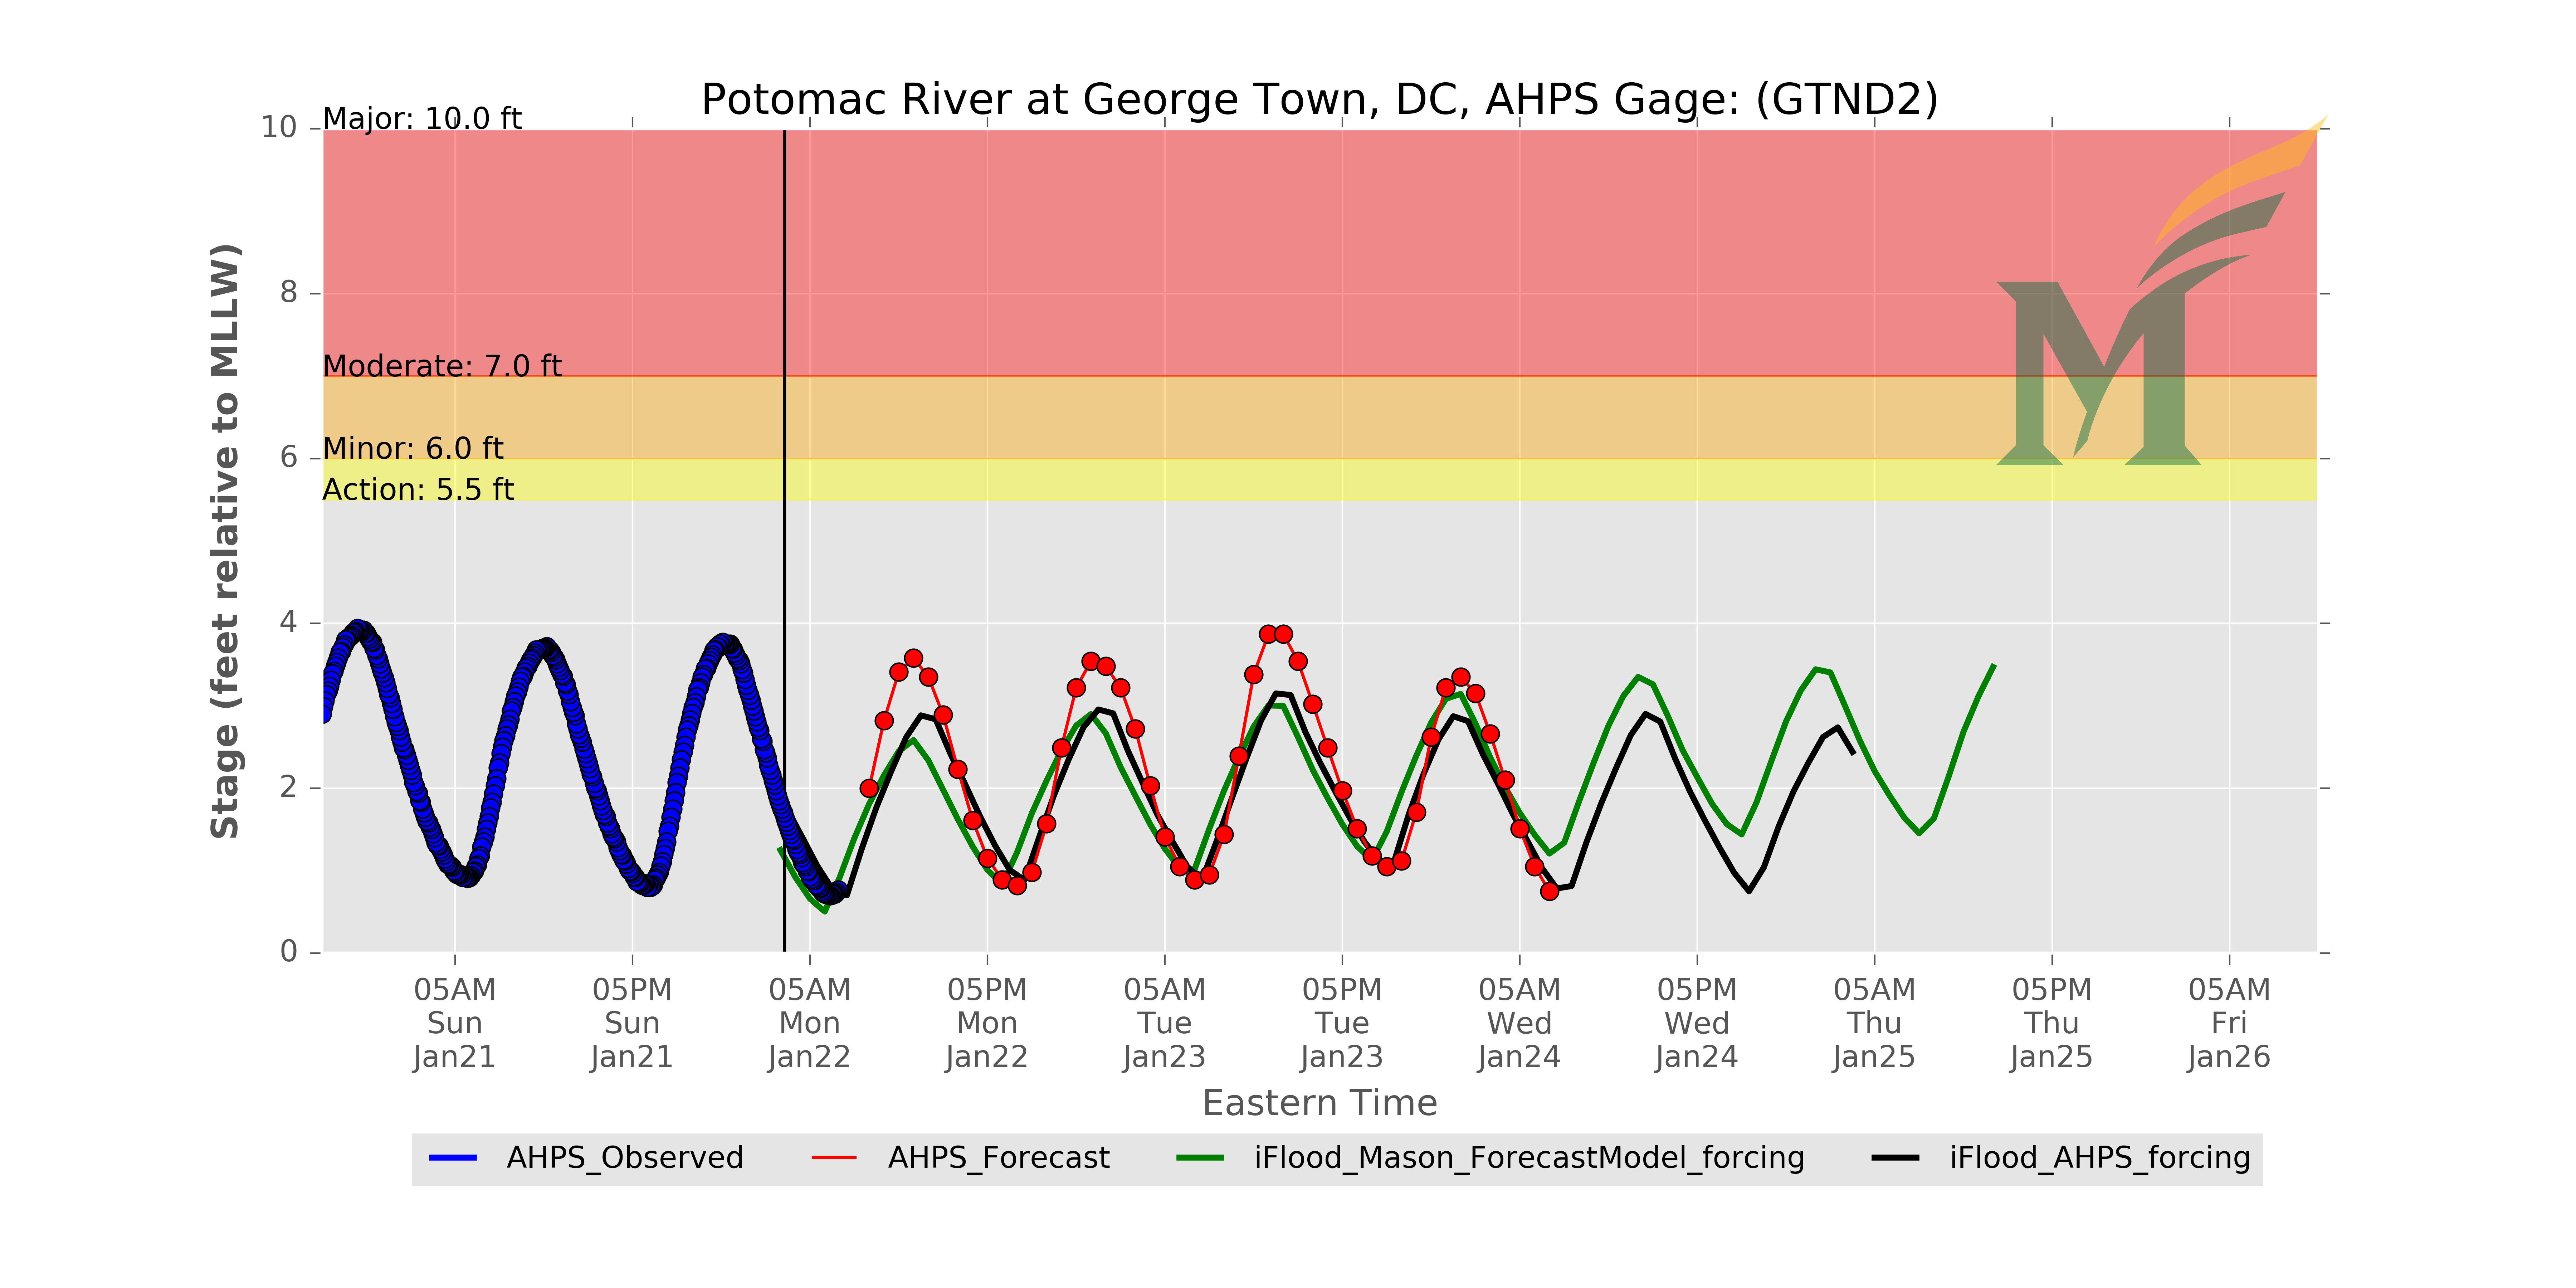 Potomac River at George Town, DC, AHPS Gage: (GTND2)
Major: 10.0 ft
Moderate: 7.0 ft
Minor: 6.0 ft
Action: 5.5 ft
Stage (feet relative to MLLW)
10
8
6
4
2
0
05AM 05PM 05AM 05PM 05AM 05PM 05AM 05PM 05AM 05PM 05AM
Sun Sun Mon Mon Tue Tue Wed Wed Thu Thu Fri
Jan21 Jan21 Jan22 Jan22 Jan23 Jan23 Jan24 Jan24 Jan25 Jan25 Jan26
Eastern Time
AHPS_Observed AHPS_Forecast iFlood_Mason_ForecastModel_forcing iFlood_AHPS_forcing
M